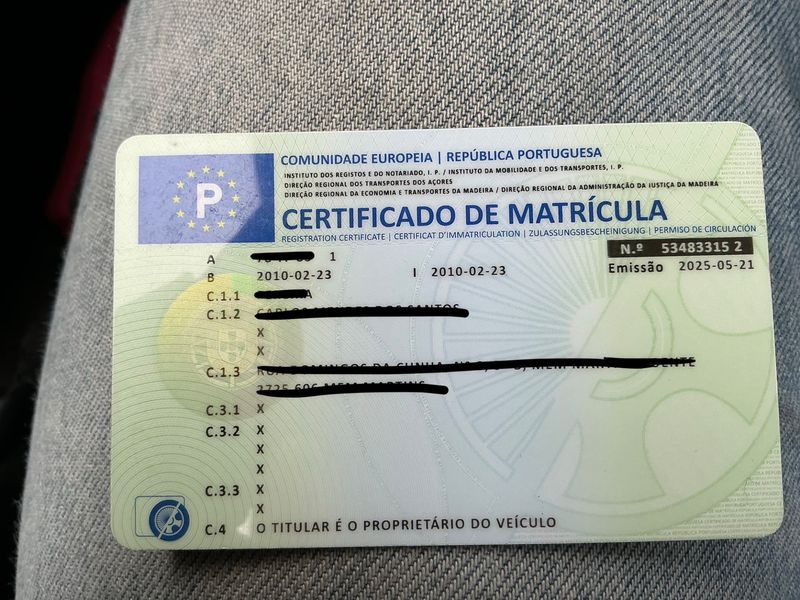 P
COMUNIDADE EUROPEIA | REPÚBLICA PORTUGUESA
INSTITUTO DOS REGISTOS E DO NOTARIADO, I. P. / INSTITUTO DA MOBILIDADE E DOS TRANSPORTES, I. P.
DIREÇÃO REGIONAL DOS TRANSPORTES DOS AÇORES
DIREÇÃO REGIONAL DA ECONOMIA E TRANSPORTES DA MADEIRA / DIREÇÃO REGIONAL DA ADMINISTRAÇÃO DA JUSTIÇA DA MADEIRA
CERTIFICADO DE MATRÍCULA
REGISTRATION CERTIFICATE | CERTIFICAT D'IMMATRICULATION | ZULASSUNGSBESCHEINIGUNG | PERMISO DE CIRCULACIÓN
N.º 53483315 2
A 1
B 2010-02-23 I 2010-02-23 Emissão 2025-05-21
C.1.1
C.1.2
X
X
C.1.3
C.3.1 X
C.3.2 X
X
X
C.3.3 X
X
C.4 O TITULAR É O PROPRIETÁRIO DO VEÍCULO